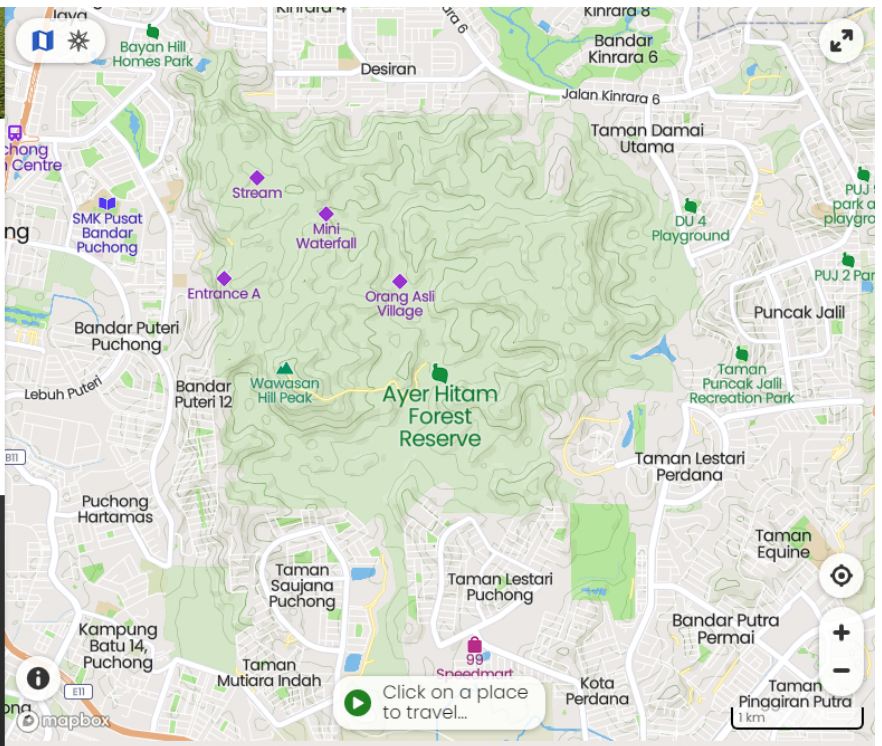 Kinrara 4
Kinrara 8
Bayan Hill
Homes Park
Bandar
Kinrara 6
Desiran
Jalan Kinrara 6
Taman Damai
Utama
Stream
Mini
Waterfall
SMK Pusat
Bandar
Puchong
DU 4
Playground
PUJ 2 Par
Entrance A
Orang Asli
Village
Puncak Jalil
Bandar Puteri
Puchong
Lebuh Puteri
Bandar
Puteri 12
Wawasan
Hill Peak
Ayer Hitam
Forest
Reserve
Taman
Puncak Jalil
Recreation Park
B11
Taman Lestari
Perdana
Puchong
Hartamas
Taman
Equine
Taman
Saujana
Puchong
Taman Lestari
Puchong
Kampung
Batu 14,
Puchong
Bandar Putra
Permai
99
Speedmart
Taman
Mutiara Indah
E11
Click on a place
to travel...
Kota
Perdana
Taman
Pinggiran Putra
1 km
mapbox